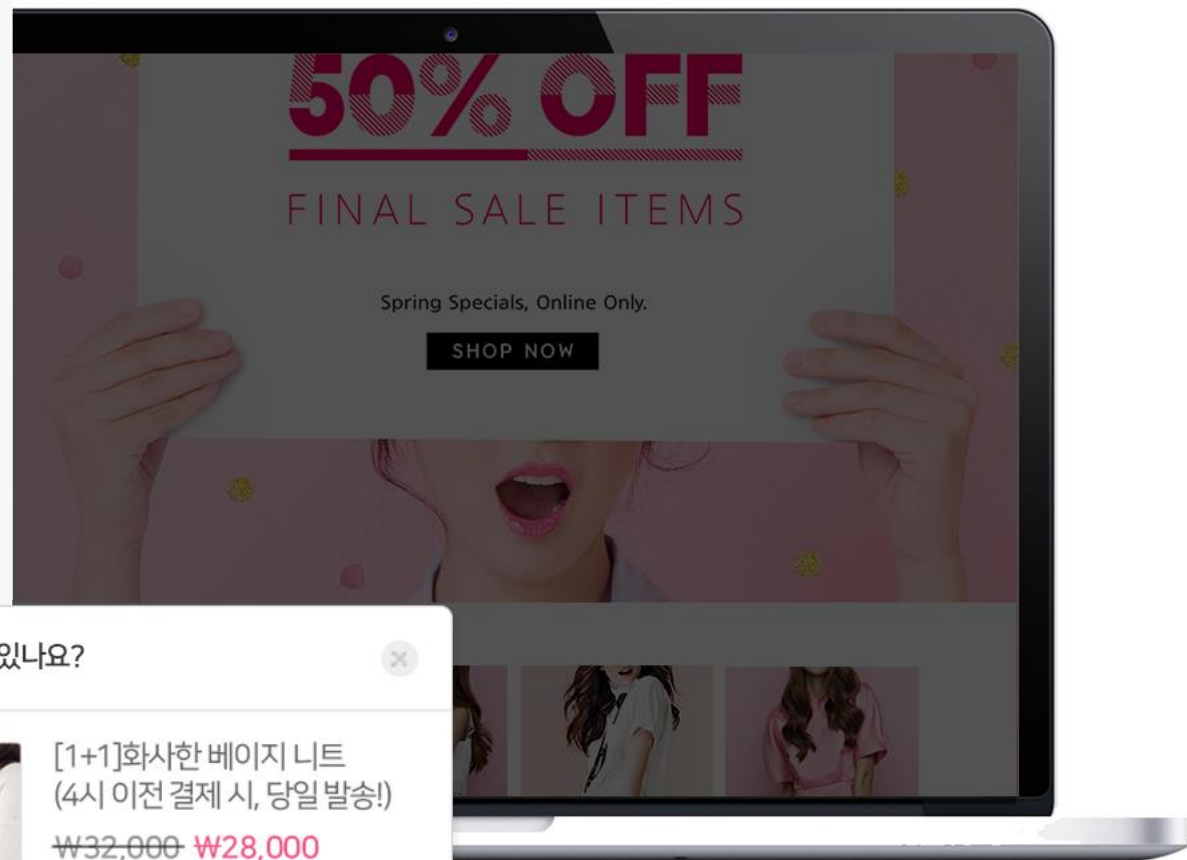 50% OFF
FINAL SALE ITEMS
Spring Specials, Online Only.
SHOP NOW
있나요?
[1+1]화사한 베이지 니트
(4시 이전 결제 시, 당일 발송!)
₩32,000 ₩28,000